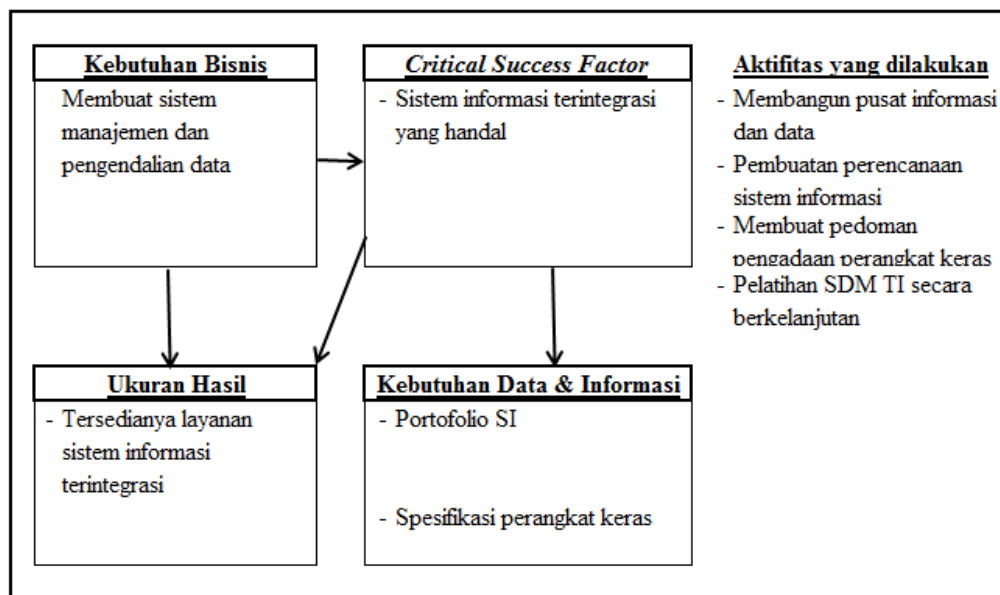 Kebutuhan Bisnis
Membuat sistem
manajemen dan
pengendalian data
Critical Success Factor
- Sistem informasi terintegrasi
yang handal
Aktifitas yang dilakukan
- Membangun pusat informasi
dan data
- Pembuatan perencanaan
sistem informasi
- Membuat pedoman
pengadaan perangkat keras
- Pelatihan SDM TI secara
berkelanjutan
Ukuran Hasil
- Tersedianya layanan
sistem informasi
terintegrasi
Kebutuhan Data & Informasi
- Portofolio SI
- Spesifikasi perangkat keras